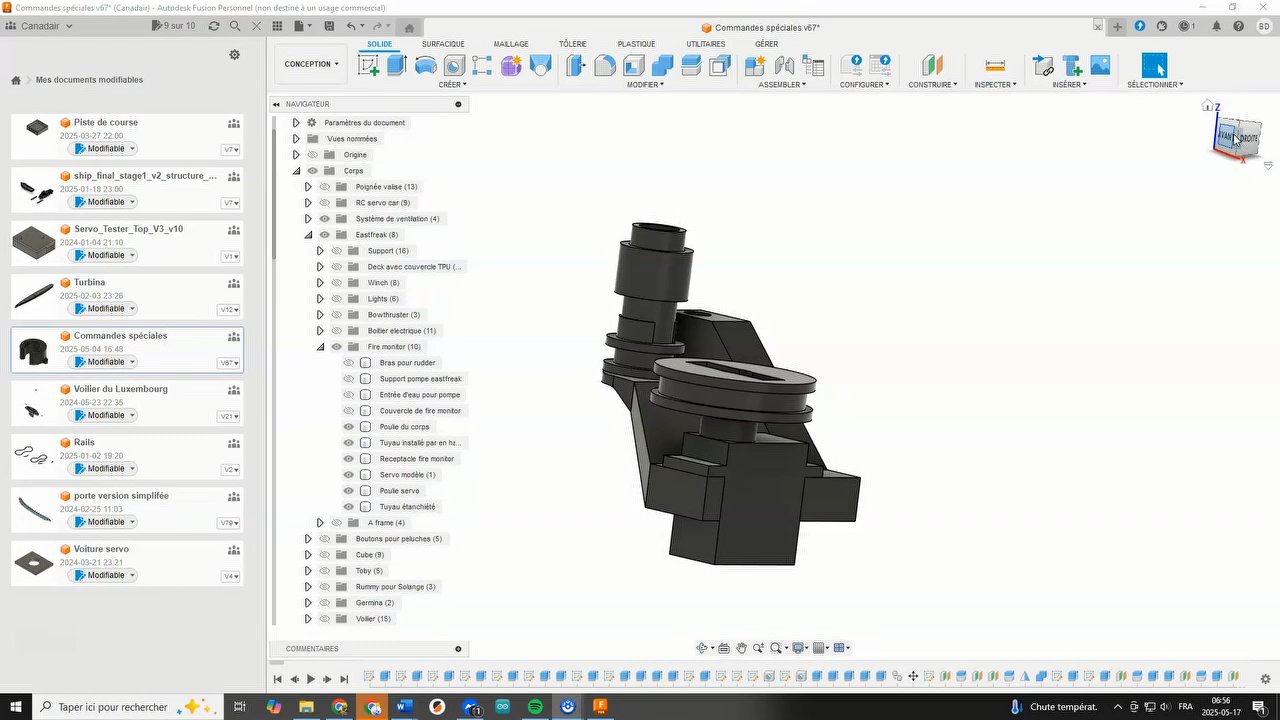 Commandes spéciales v67* (Canadair) - Autodesk Fusion Personnel (non destiné à un usage commercial)
Canadair
9 sur 10
Commandes spéciales v67*
1
BD
Mes documents modifiables
CONCEPTION
SOLIDE
SURFACIQUE
MAILLAGE
TÔLERIE
PLASTIQUE
UTILITAIRES
GÉRER
CRÉER
MODIFIER
ASSEMBLER
CONFIGURER
CONSTRUIRE
INSPECTER
INSÉRER
SÉLECTIONNER
Piste de course
2025-03-27 22:00
Modifiable
V7
ship_final_stage1_v2_structure_...
2025-01-18 23:00
Modifiable
V7
Servo_Tester_Top_V3_v10
2024-01-04 21:10
Modifiable
V1
Turbina
2025-02-03 23:26
Modifiable
V12
Commandes spéciales
2025-05-04 16:48
Modifiable
V67
Voilier du Luxembourg
2024-05-23 22:35
Modifiable
V21
Rails
2025-01-02 19:20
Modifiable
V2
porte version simplifiée
2024-02-25 11:03
Modifiable
V79
Voiture servo
2024-03-21 23:21
Modifiable
V4
NAVIGATEUR
Paramètres du document
Vues nommées
Origine
Corps
Poignée valise (13)
RC servo car (9)
Système de ventilation (4)
Eastfreak (8)
Support (16)
Deck avec couvercle TPU (...
Winch (8)
Lights (6)
Bowthruster (3)
Boitier electrique (11)
Fire monitor (10)
Bras pour rudder
Support pompe eastfreak
Entrée d'eau pour pompe
Couvercle de fire monitor
Poulie du corps
Tuyau installé par en ha...
Receptacle fire monitor
Servo modèle (1)
Poulie servo
Tuyau étanchiété
A frame (4)
Boutons pour peluches (5)
Cube (9)
Toby (5)
Rummy pour Solange (3)
Germina (2)
Voilier (15)
COMMENTAIRES
Z
AVANT
DROITE
X
Taper ici pour rechercher
1
Chute températ.
FRA
06:56
2025-05-17